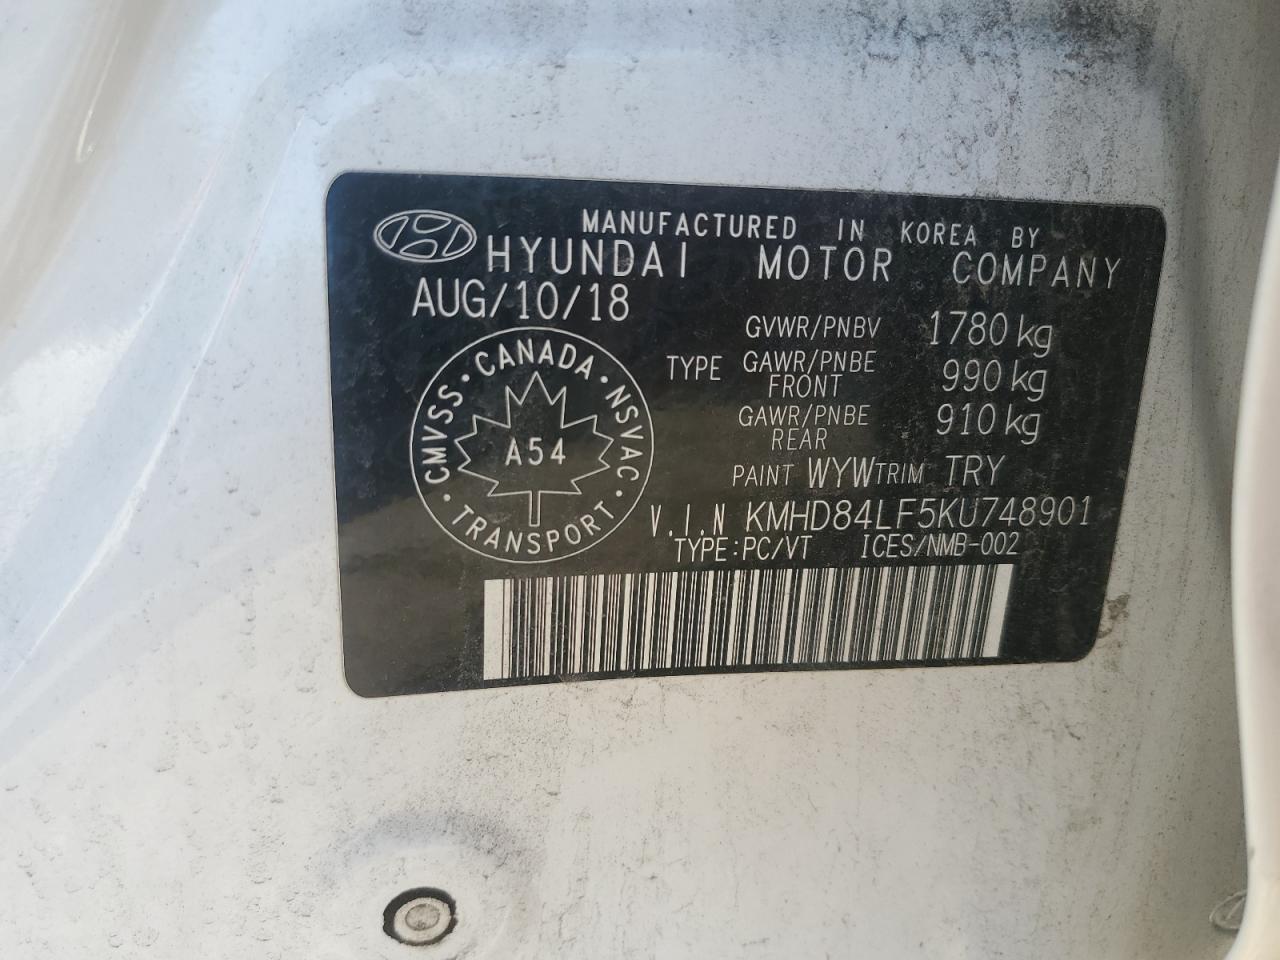 MANUFACTURED IN KOREA BY
HYUNDAI MOTOR COMPANY
AUG/10/18
GVWR/PNBV 1780 kg
TYPE GAWR/PNBE FRONT 990 kg
GAWR/PNBE REAR 910 kg
PAINT WYW TRIM TRY
CMVSS · CANADA · NSVAC · TRANSPORT ·
A54
V.I.N KMHD84LF5KU748901
TYPE:PC/VT ICES/NMB-002